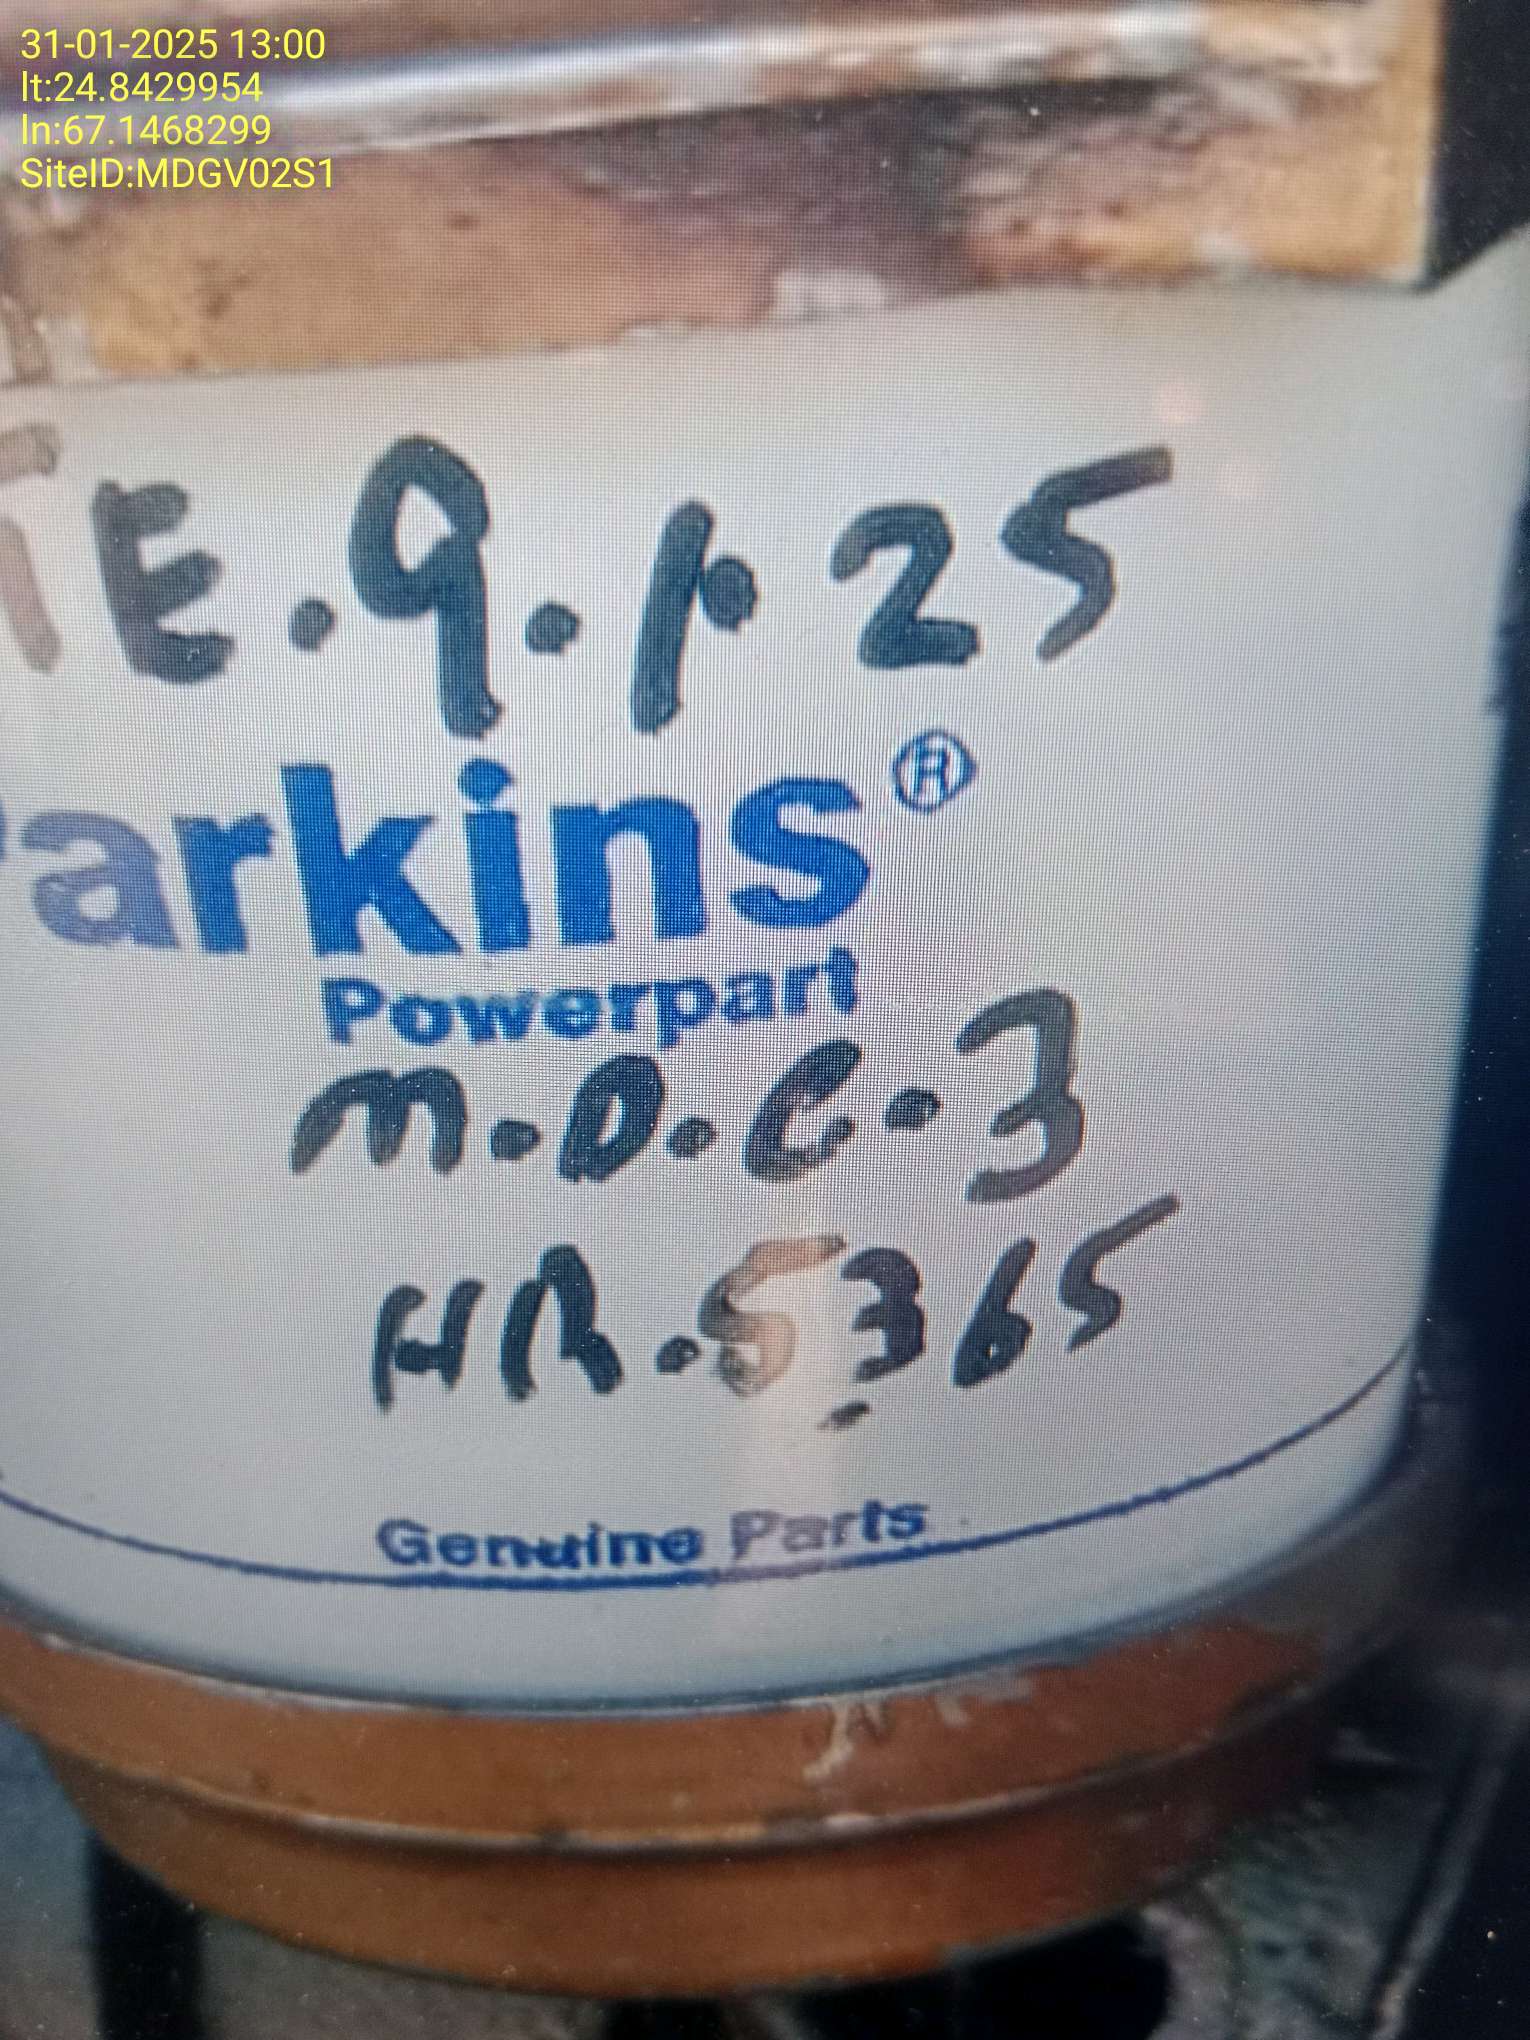 31-01-2025 13:00
lt:24.8429954
ln:67.1468299
SiteID:MDGV02S1
TE.9.1.25
arkins®
Powerpart
M.D.C.3
HR.5365
Genuine Parts